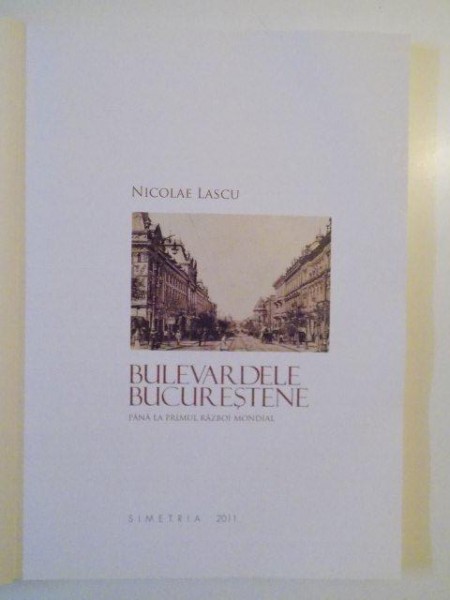 NICOLAE LASCU
BULEVARDELE
BUCUREȘTENE
PÂNĂ LA PRIMUL RĂZBOI MONDIAL
SIMETRIA 2011